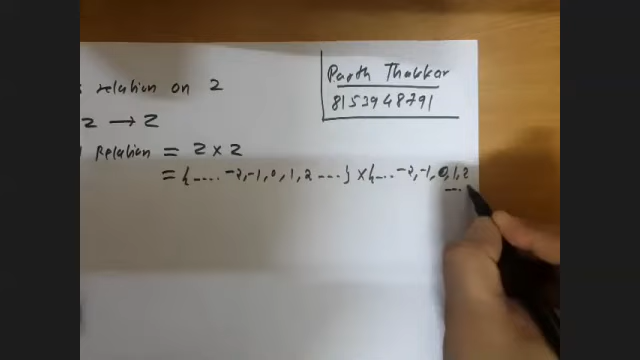 relation on Z
Z → Z
Relation = Z × Z
= {.... -2, -1, 0, 1, 2 ....} × {... -2, -1, 0, 1, 2
....
Parth Thakkar
8153948791